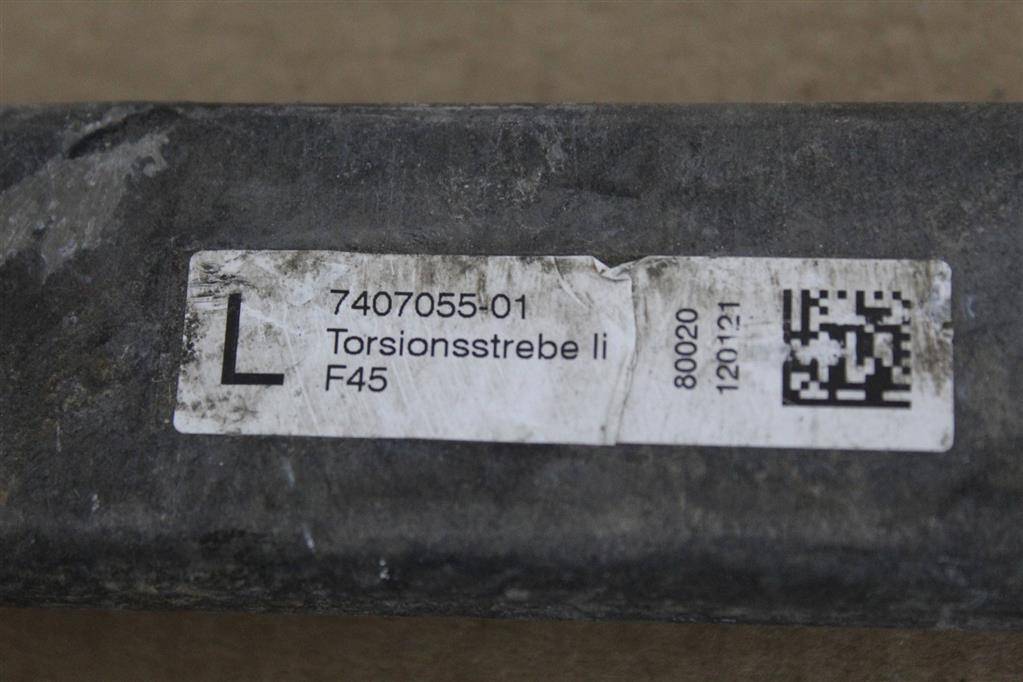 L
7407055-01
Torsionsstrebe li
F45
80020
120121